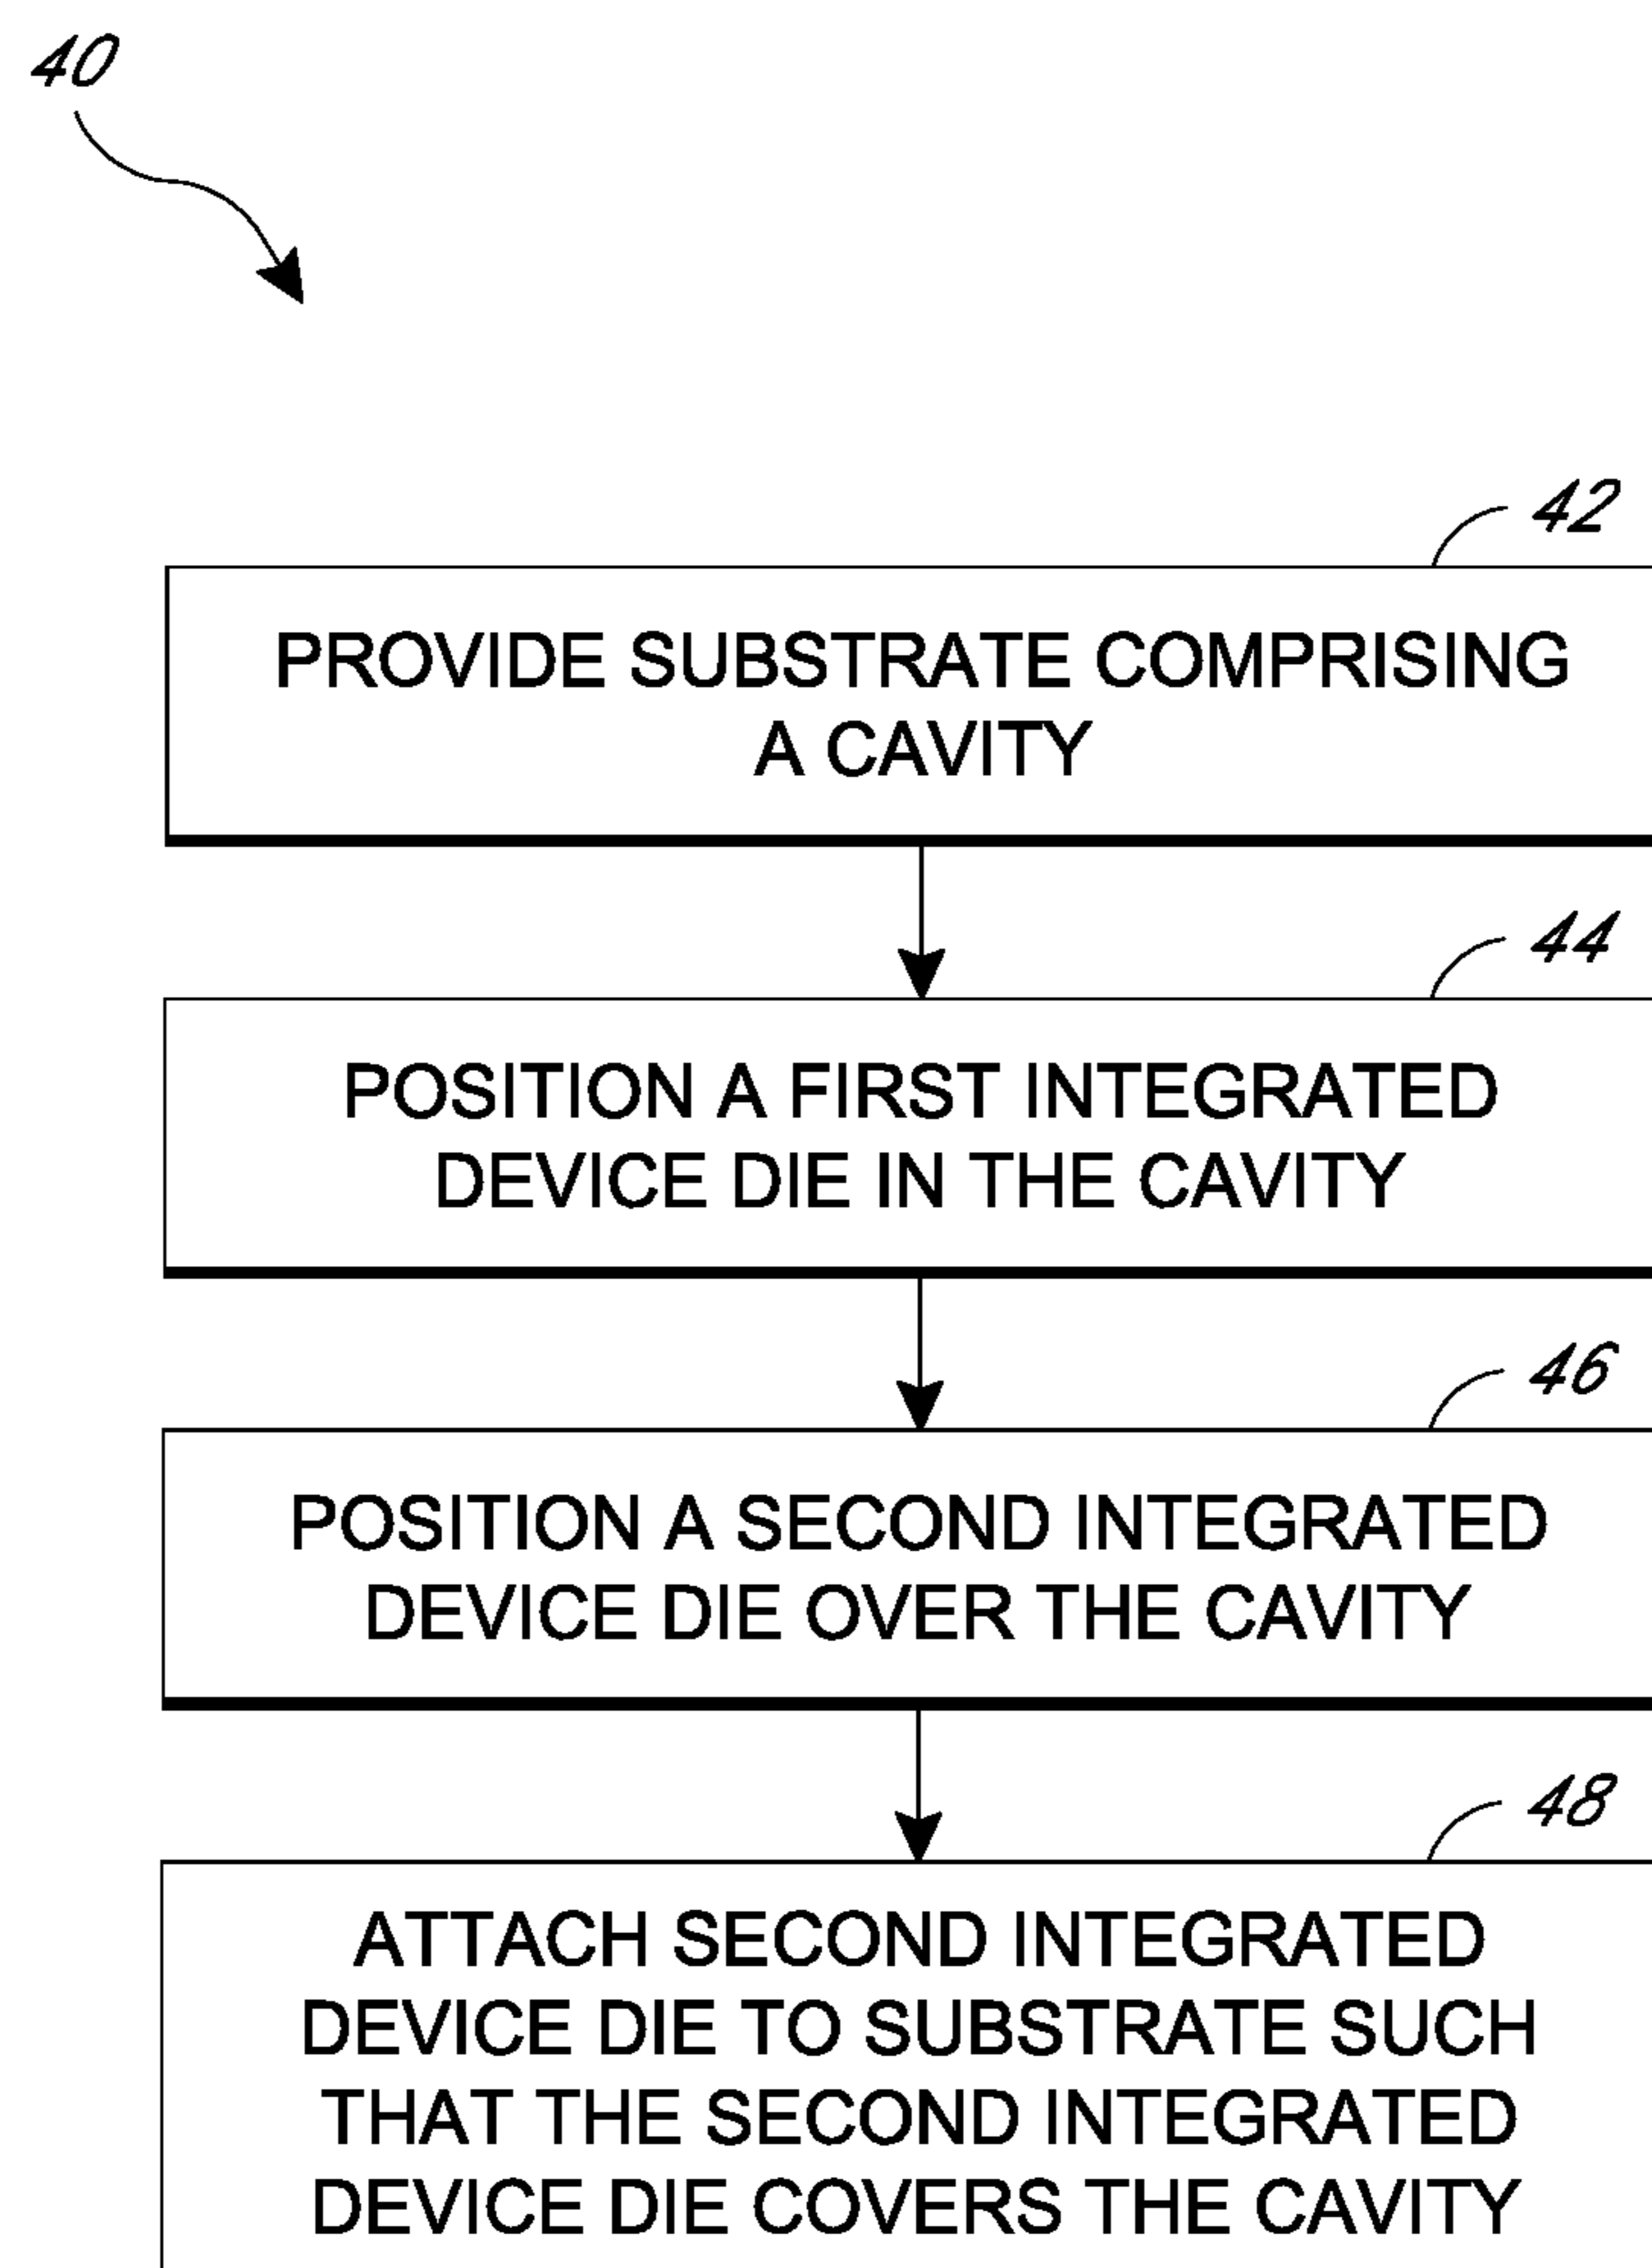 40
42
PROVIDE SUBSTRATE COMPRISING
A CAVITY
44
POSITION A FIRST INTEGRATED
DEVICE DIE IN THE CAVITY
46
POSITION A SECOND INTEGRATED
DEVICE DIE OVER THE CAVITY
48
ATTACH SECOND INTEGRATED
DEVICE DIE TO SUBSTRATE SUCH
THAT THE SECOND INTEGRATED
DEVICE DIE COVERS THE CAVITY